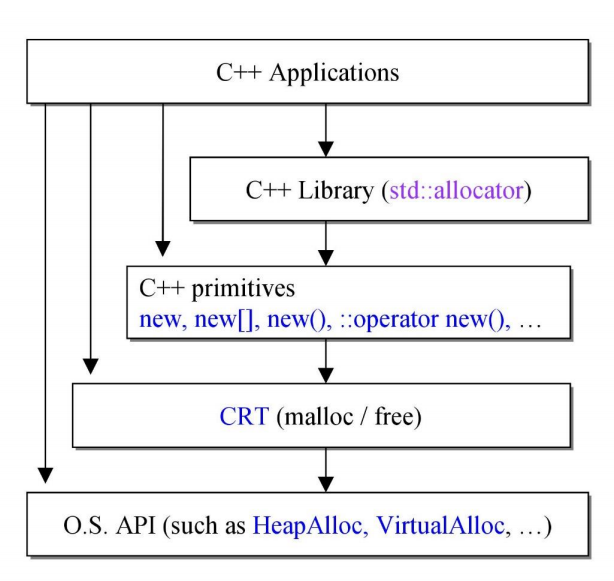 C++ Applications
C++ Library (std::allocator)
C++ primitives
new, new[], new(), ::operator new(), …
CRT (malloc / free)
O.S. API (such as HeapAlloc, VirtualAlloc, …)